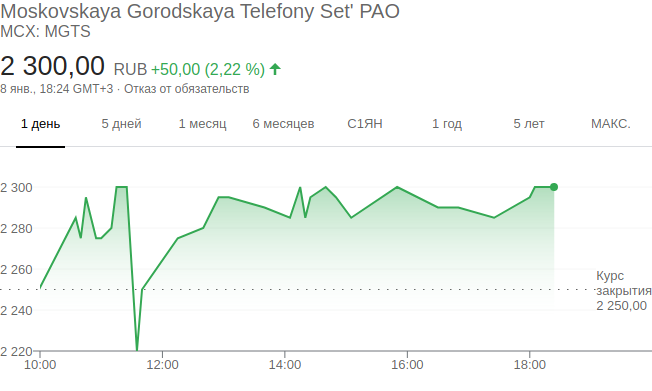 Moskovskaya Gorodskaya Telefony Set' PAO
MCX: MGTS
2 300,00 RUB +50,00 (2,22 %)
8 янв., 18:24 GMT+3 · Отказ от обязательств
1 день 5 дней 1 месяц 6 месяцев С1ЯН 1 год 5 лет МАКС.
2 300
2 280
2 260
2 240
2 220
Курс
закрытия
2 250,00
10:00 12:00 14:00 16:00 18:00